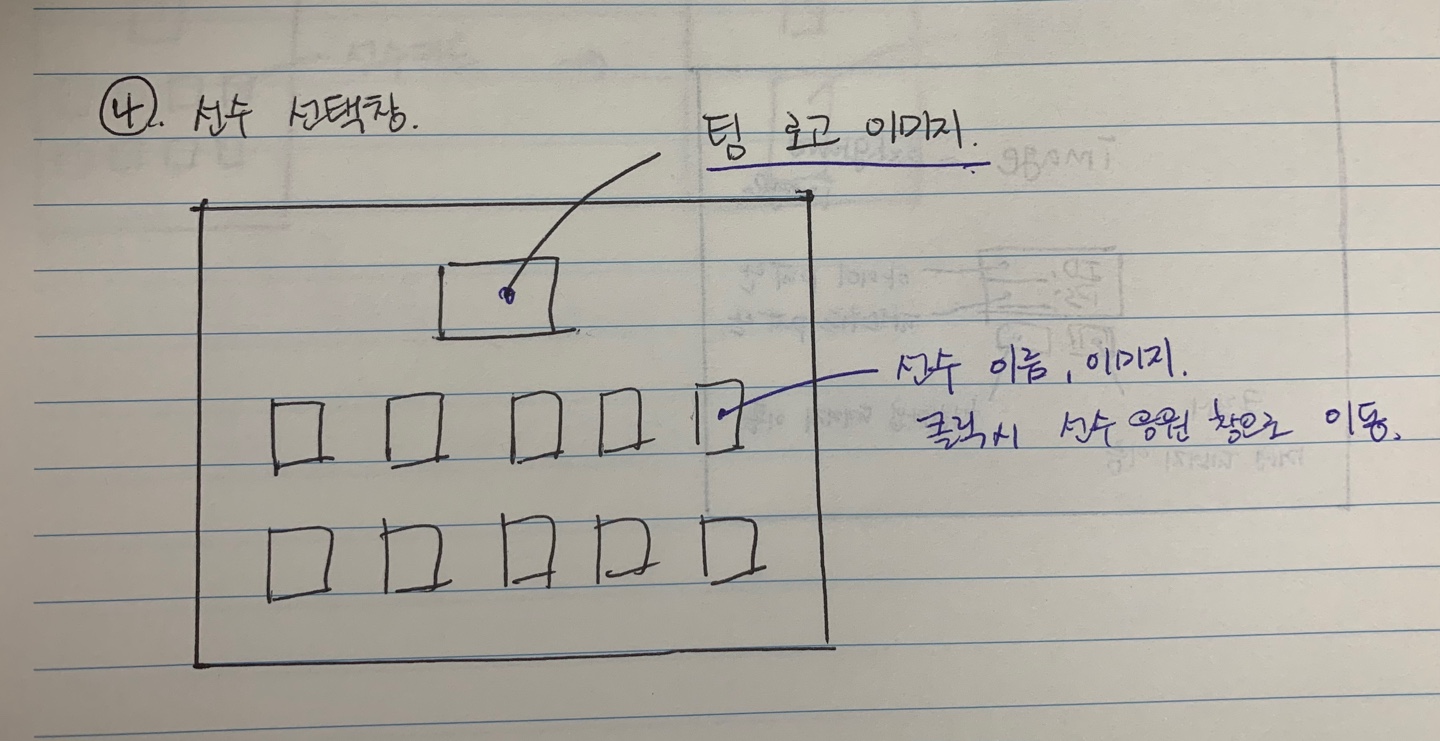 ④. 선수 선택창.
팀 로고 이미지.
선수 이름, 이미지.
클릭시 선수 응원 창으로 이동.